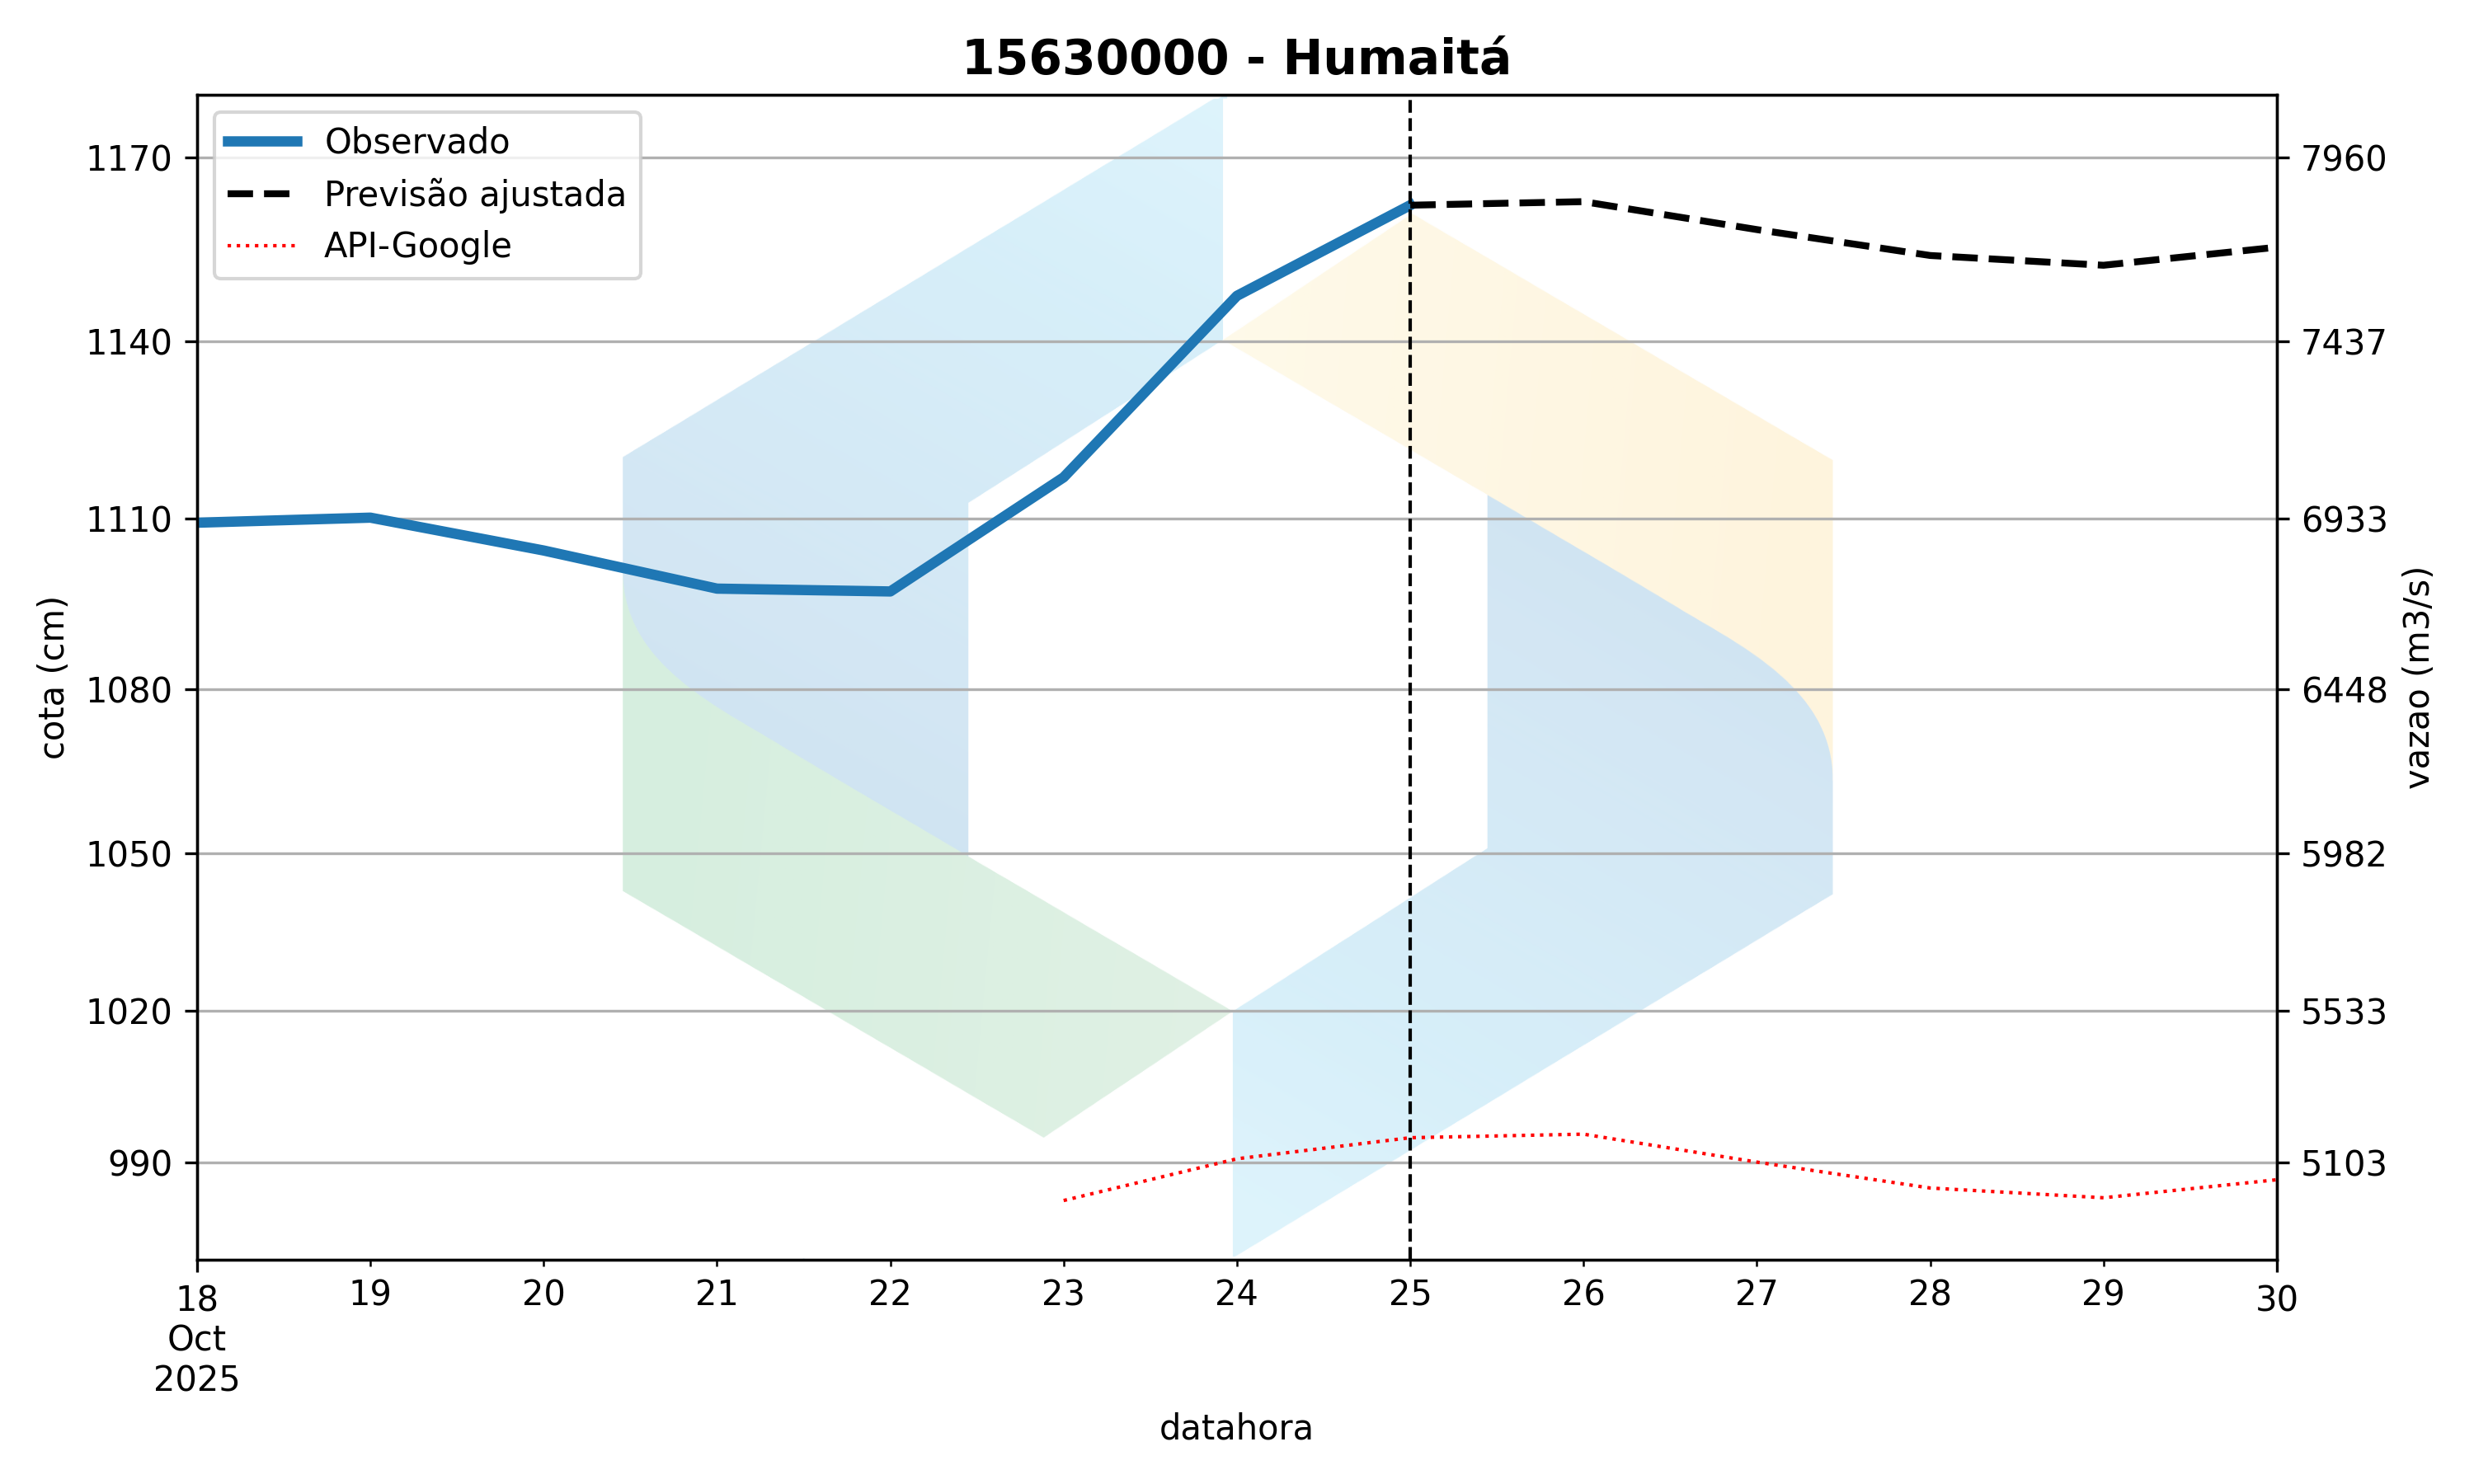 15630000 - Humaitá
Observado
Previsão ajustada
API-Google
1170
1140
1110
1080
1050
1020
990
cota (cm)
7960
7437
6933
6448
5982
5533
5103
vazao (m3/s)
18 19 20 21 22 23 24 25 26 27 28 29 30
Oct
2025
datahora